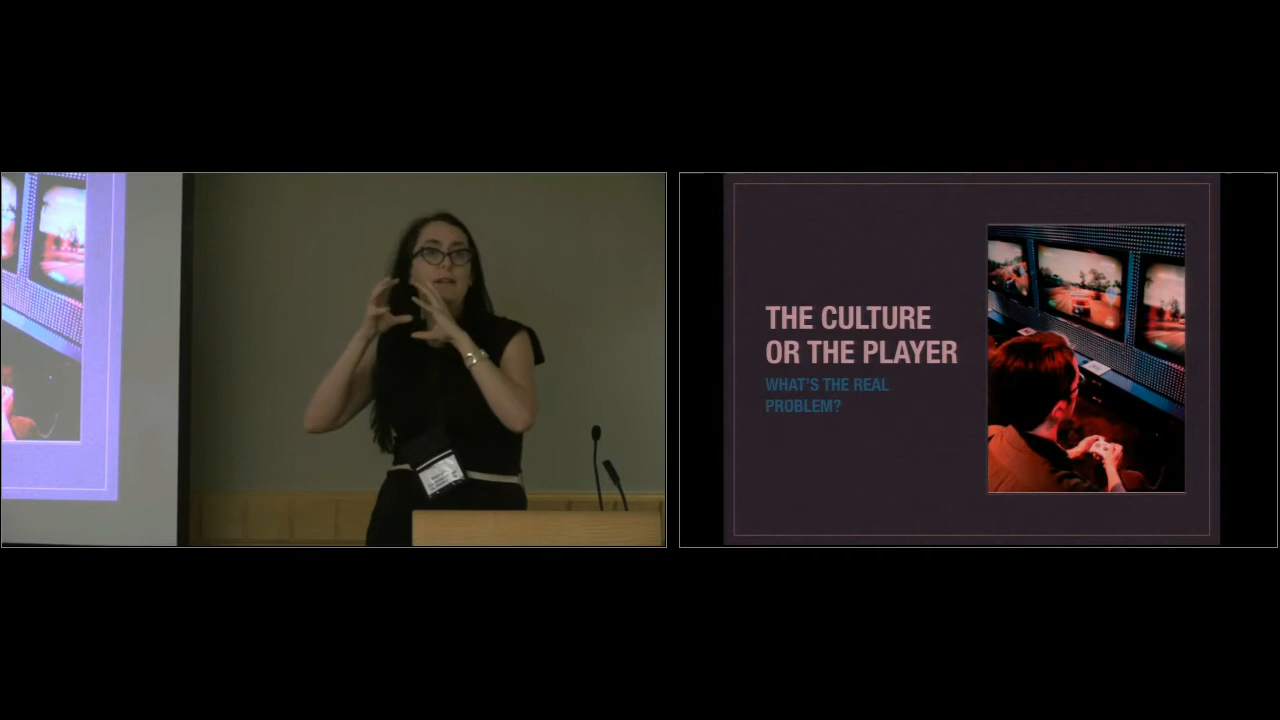 THE CULTURE
OR THE PLAYER
WHAT'S THE REAL
PROBLEM?